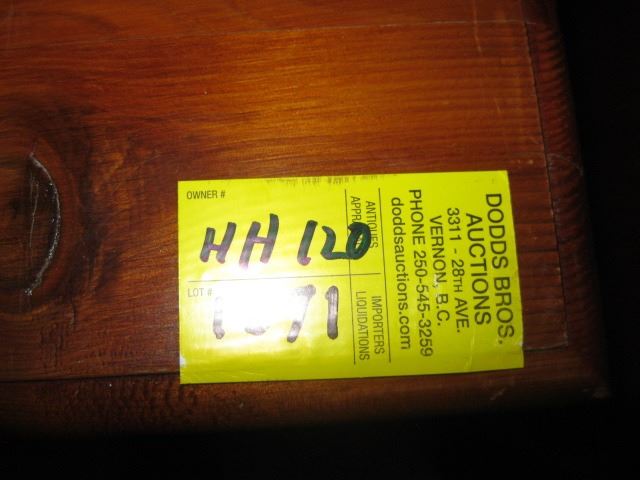 DODDS BROS.
AUCTIONS
3311 - 28TH AVE.
VERNON, B.C.
PHONE 250-545-3259
doddsauctions.com
ANTIQUES
IMPORTERS
LIQUIDATIONS
OWNER #
HH 120
LOT #